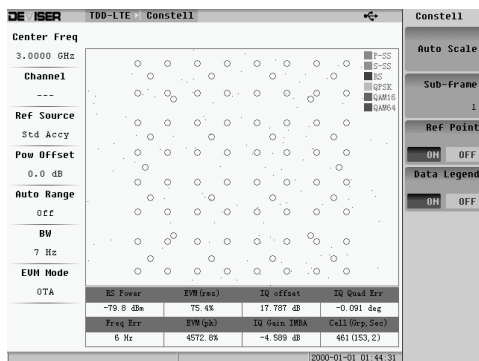 DEVISER TDD-LTE Constell Constell
Center Freq
3.0000 GHz
Channel
---
Ref Source
Std Accy
Pow Offset
0.0 dB
Auto Range
Off
BW
7 Hz
EVM Mode
OTA
P-SS
S-SS
RS
QPSK
QAM16
QAM64
Auto Scale
Sub-frame
1
Ref Point
ON OFF
Data Legend
ON OFF
RS Power EVM(rms) IQ offset IQ Quad Err
-79.8 dBm 75.4% 17.787 dB -0.091 deg
Freq Err EVM(pk) IQ Gain IMBA Cell(Grp,Sec)
6 Hz 4572.8% -4.589 dB 461(153,2)
2000-01-01 01:44:31